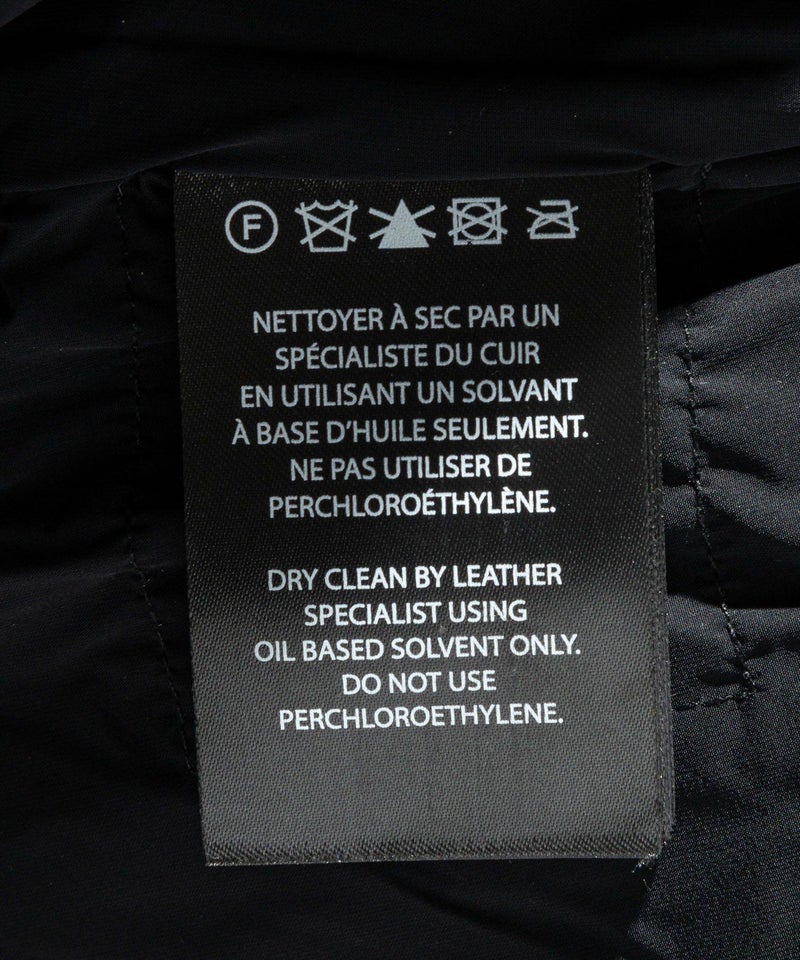 F
NETTOYER À SEC PAR UN
SPÉCIALISTE DU CUIR
EN UTILISANT UN SOLVANT
À BASE D'HUILE SEULEMENT.
NE PAS UTILISER DE
PERCHLOROÉTHYLÈNE.
DRY CLEAN BY LEATHER
SPECIALIST USING
OIL BASED SOLVENT ONLY.
DO NOT USE
PERCHLOROETHYLENE.